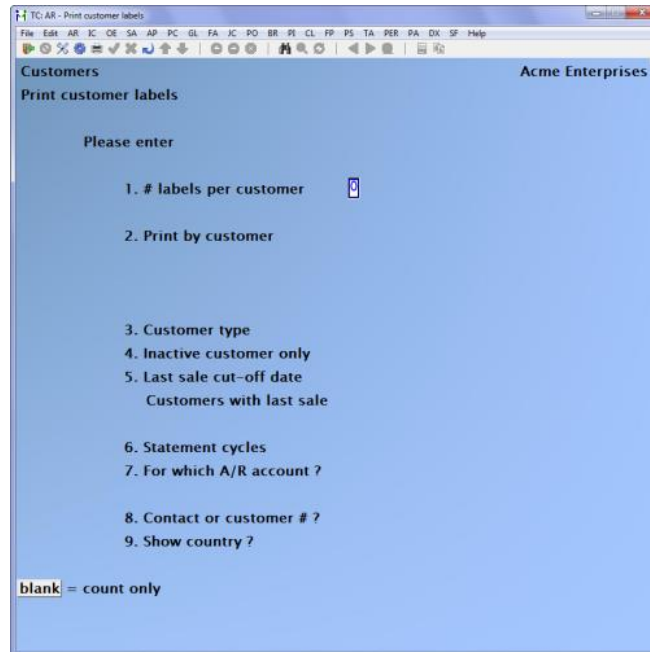 TC: AR - Print customer labels
File Edit AR IC OE SA AP PC GL FA JC PO BR PI CL FP PS TA PER PA DX SF Help
Customers Acme Enterprises
Print customer labels
Please enter
1. # labels per customer 0
2. Print by customer
3. Customer type
4. Inactive customer only
5. Last sale cut-off date
Customers with last sale
6. Statement cycles
7. For which A/R account ?
8. Contact or customer # ?
9. Show country ?
blank = count only